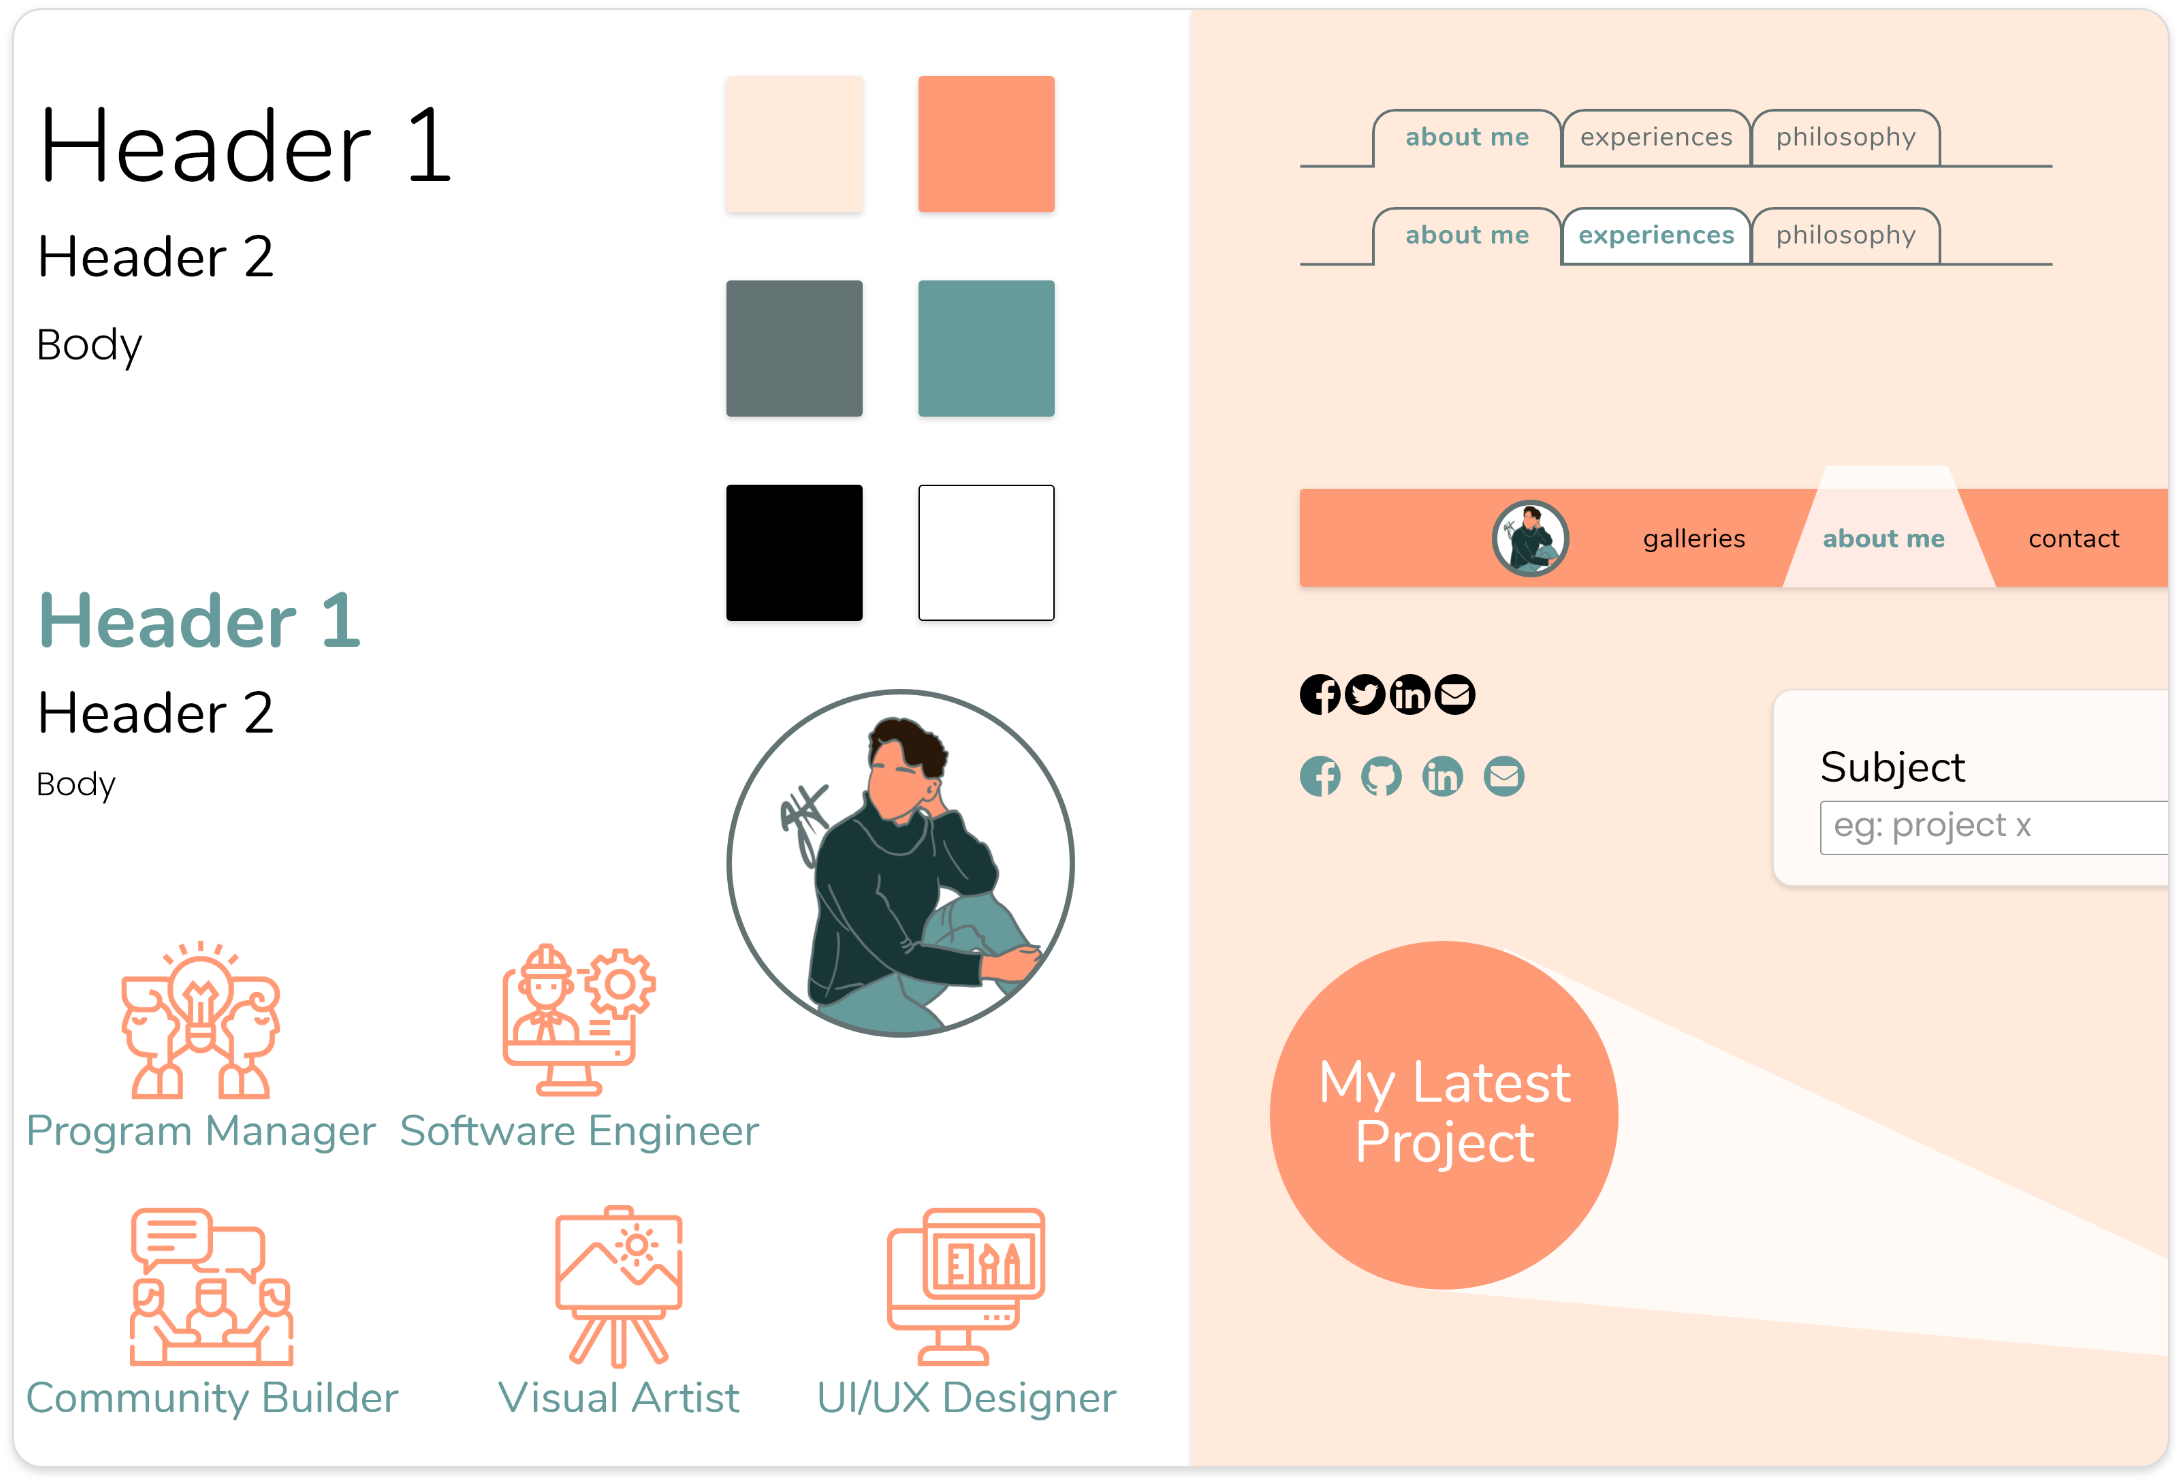 Header 1
Header 2
Body
Header 1
Header 2
Body
Program Manager
Software Engineer
Community Builder
Visual Artist
UI/UX Designer
about me experiences philosophy
about me experiences philosophy
galleries about me contact
Subject
eg: project x
My Latest
Project